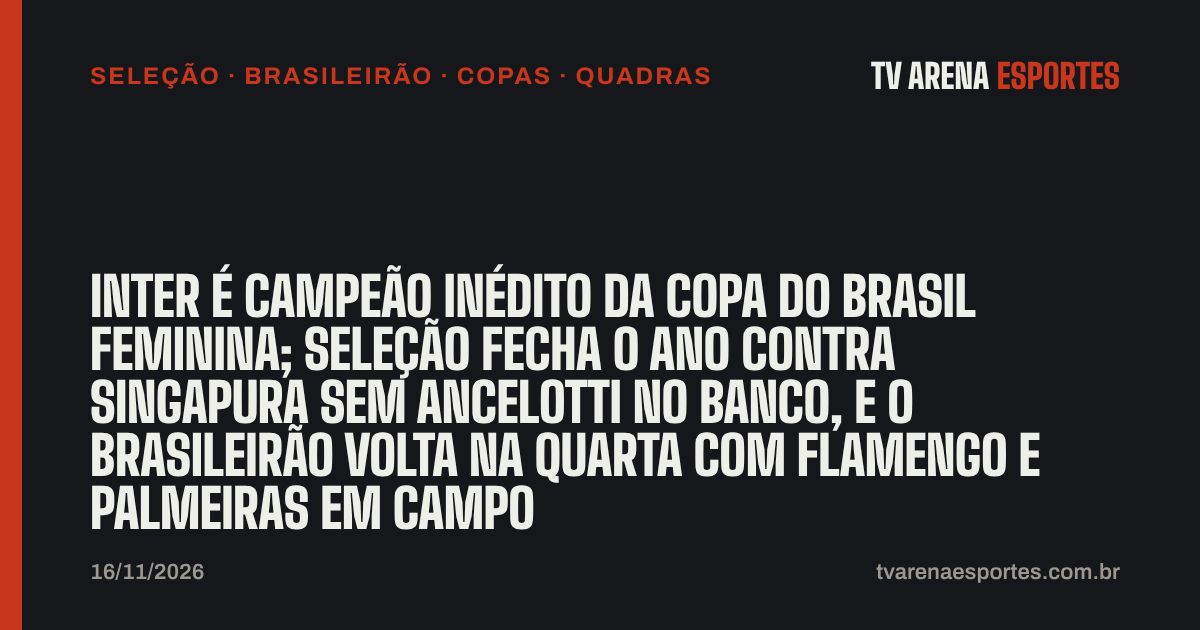 SELEÇÃO · BRASILEIRÃO · COPAS · QUADRAS
TV ARENA ESPORTES
INTER É CAMPEÃO INÉDITO DA COPA DO BRASIL
FEMININA; SELEÇÃO FECHA O ANO CONTRA
SINGAPURA SEM ANCELOTTI NO BANCO, E O
BRASILEIRÃO VOLTA NA QUARTA COM FLAMENGO E
PALMEIRAS EM CAMPO
16/11/2026
tvarenaesportes.com.br